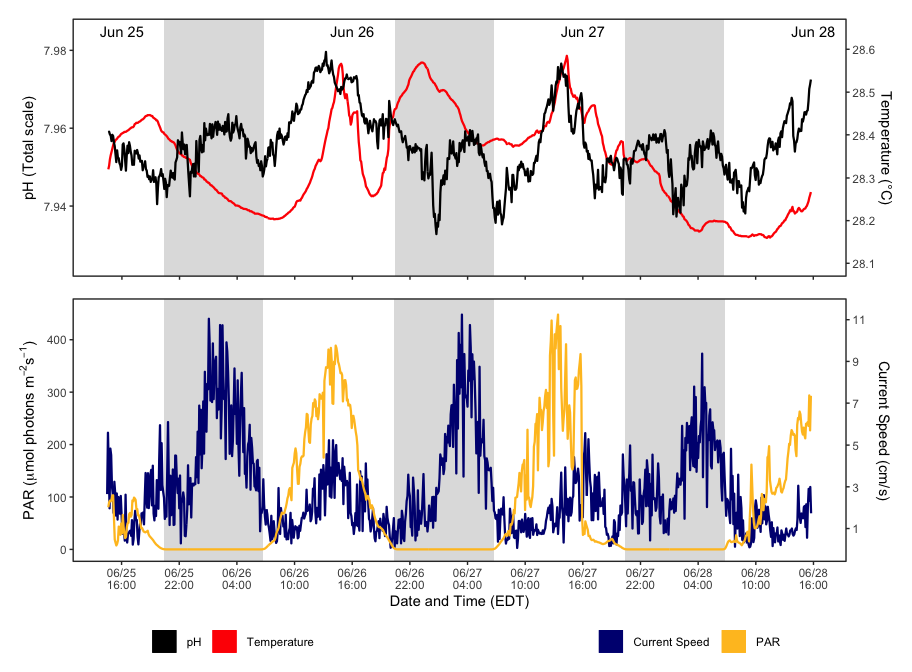 Jun 25 Jun 26 Jun 27 Jun 28
pH (Total scale)
7.98
7.96
7.94
28.6
28.5
28.4
28.3
28.2
28.1
Temperature (°C)
PAR (μmol photons m⁻²s⁻¹)
400
300
200
100
0
11
9
7
5
3
1
Current Speed (cm/s)
06/25 06/25 06/26 06/26 06/26 06/26 06/27 06/27 06/27 06/27 06/28 06/28 06/28
16:00 22:00 04:00 10:00 16:00 22:00 04:00 10:00 16:00 22:00 04:00 10:00 16:00
Date and Time (EDT)
pH Temperature Current Speed PAR